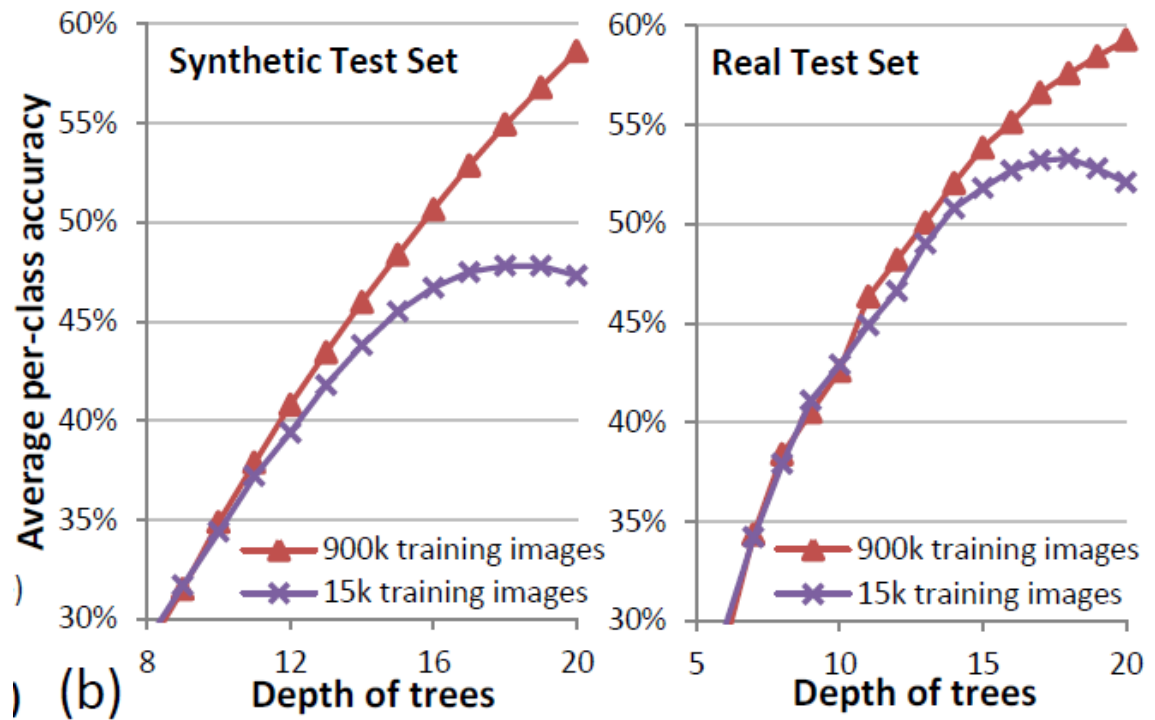 Average per-class accuracy
60%
55%
50%
45%
40%
35%
30%
Synthetic Test Set
900k training images
15k training images
8 12 16 20
Depth of trees
60%
55%
50%
45%
40%
35%
30%
Real Test Set
900k training images
15k training images
5 10 15 20
Depth of trees
)
) (b)